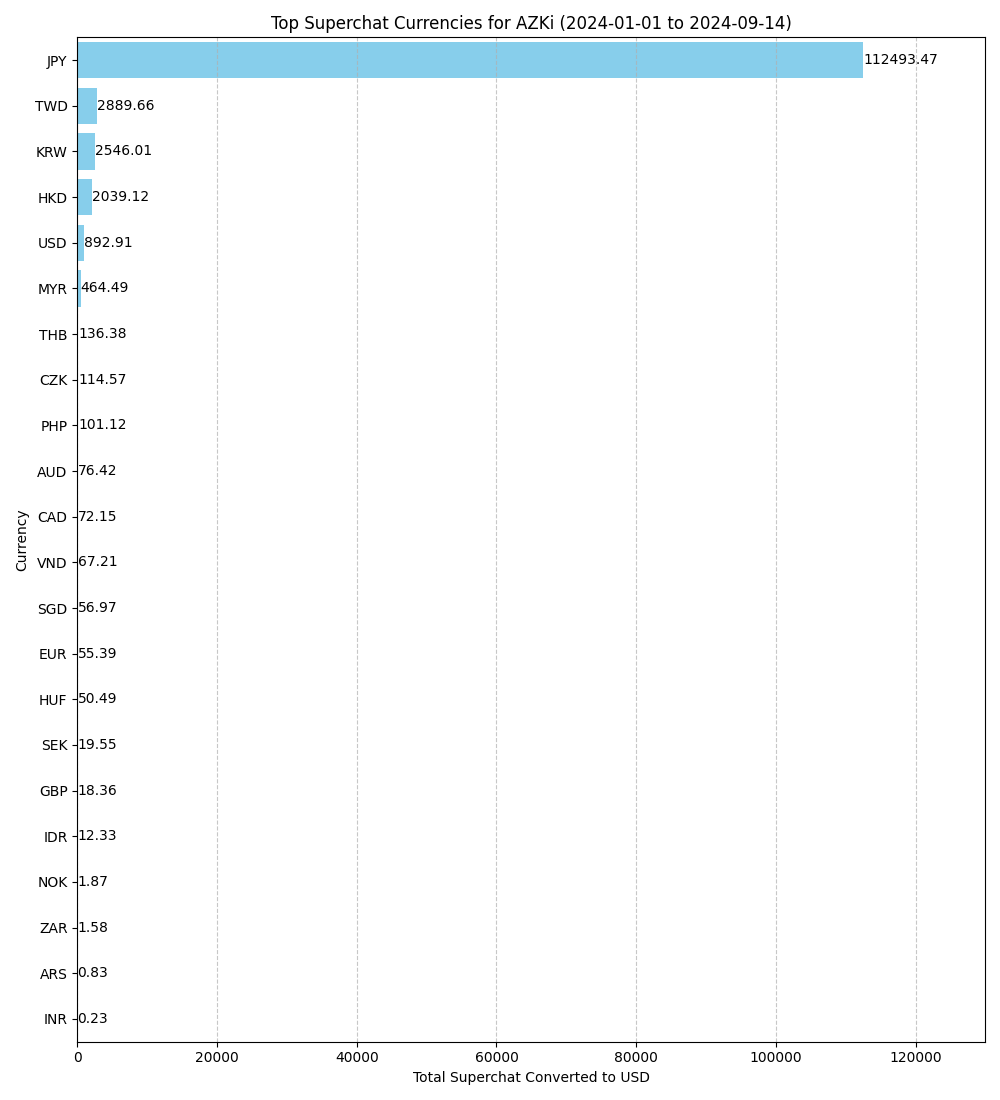 Top Superchat Currencies for AZKi (2024-01-01 to 2024-09-14)
JPY 112493.47
TWD 2889.66
KRW 2546.01
HKD 2039.12
USD 892.91
MYR 464.49
THB 136.38
CZK 114.57
PHP 101.12
AUD 76.42
CAD 72.15
VND 67.21
SGD 56.97
EUR 55.39
HUF 50.49
SEK 19.55
GBP 18.36
IDR 12.33
NOK 1.87
ZAR 1.58
ARS 0.83
INR 0.23
Currency
0 20000 40000 60000 80000 100000 120000
Total Superchat Converted to USD